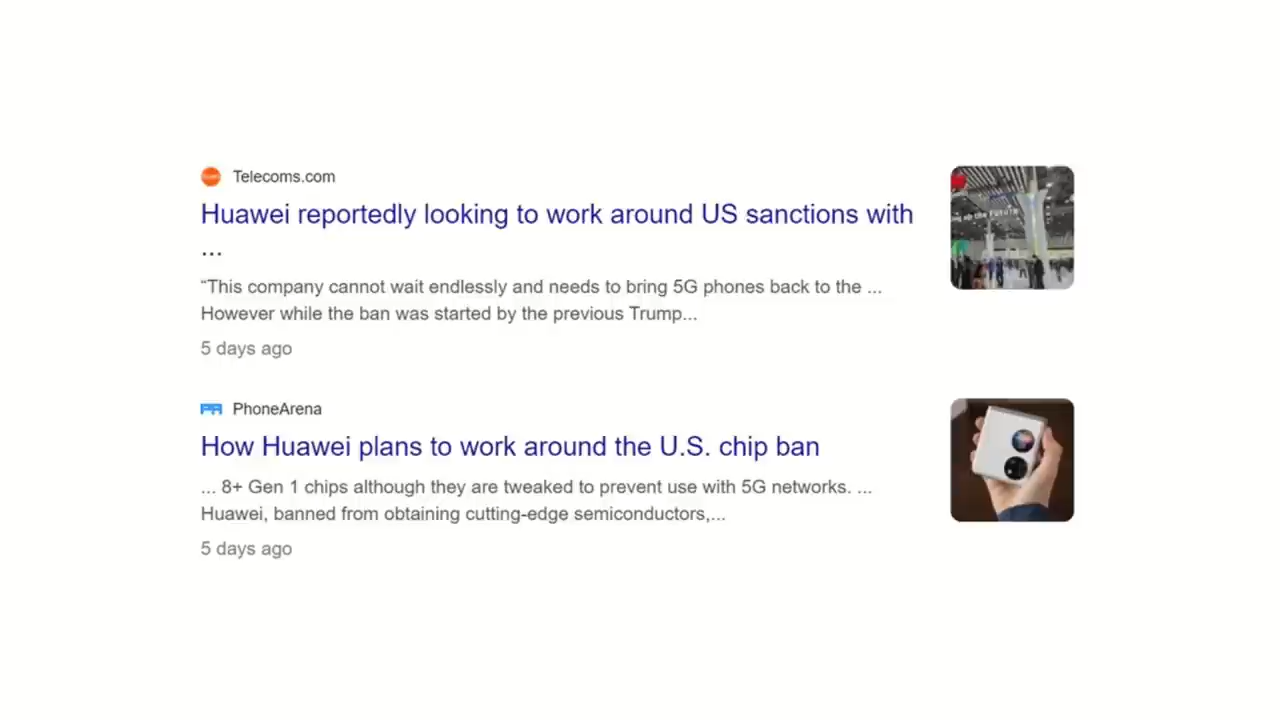 Telecoms.com
Huawei reportedly looking to work around US sanctions with
...
“This company cannot wait endlessly and needs to bring 5G phones back to the ...
However while the ban was started by the previous Trump...
5 days ago
PhoneArena
How Huawei plans to work around the U.S. chip ban
... 8+ Gen 1 chips although they are tweaked to prevent use with 5G networks. ...
Huawei, banned from obtaining cutting-edge semiconductors,...
5 days ago